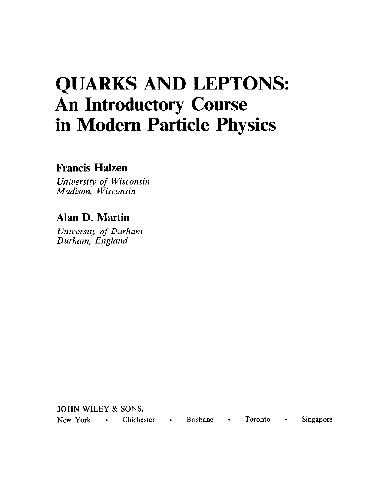 QUARKS AND LEPTONS:
An Introductory Course
in Modern Particle Physics
Francis Halzen
University of Wisconsin
Madison, Wisconsin
Alan D. Martin
University of Durham
Durham, England
JOHN WILEY & SONS,
New York • Chichester • Brisbane • Toronto • Singapore